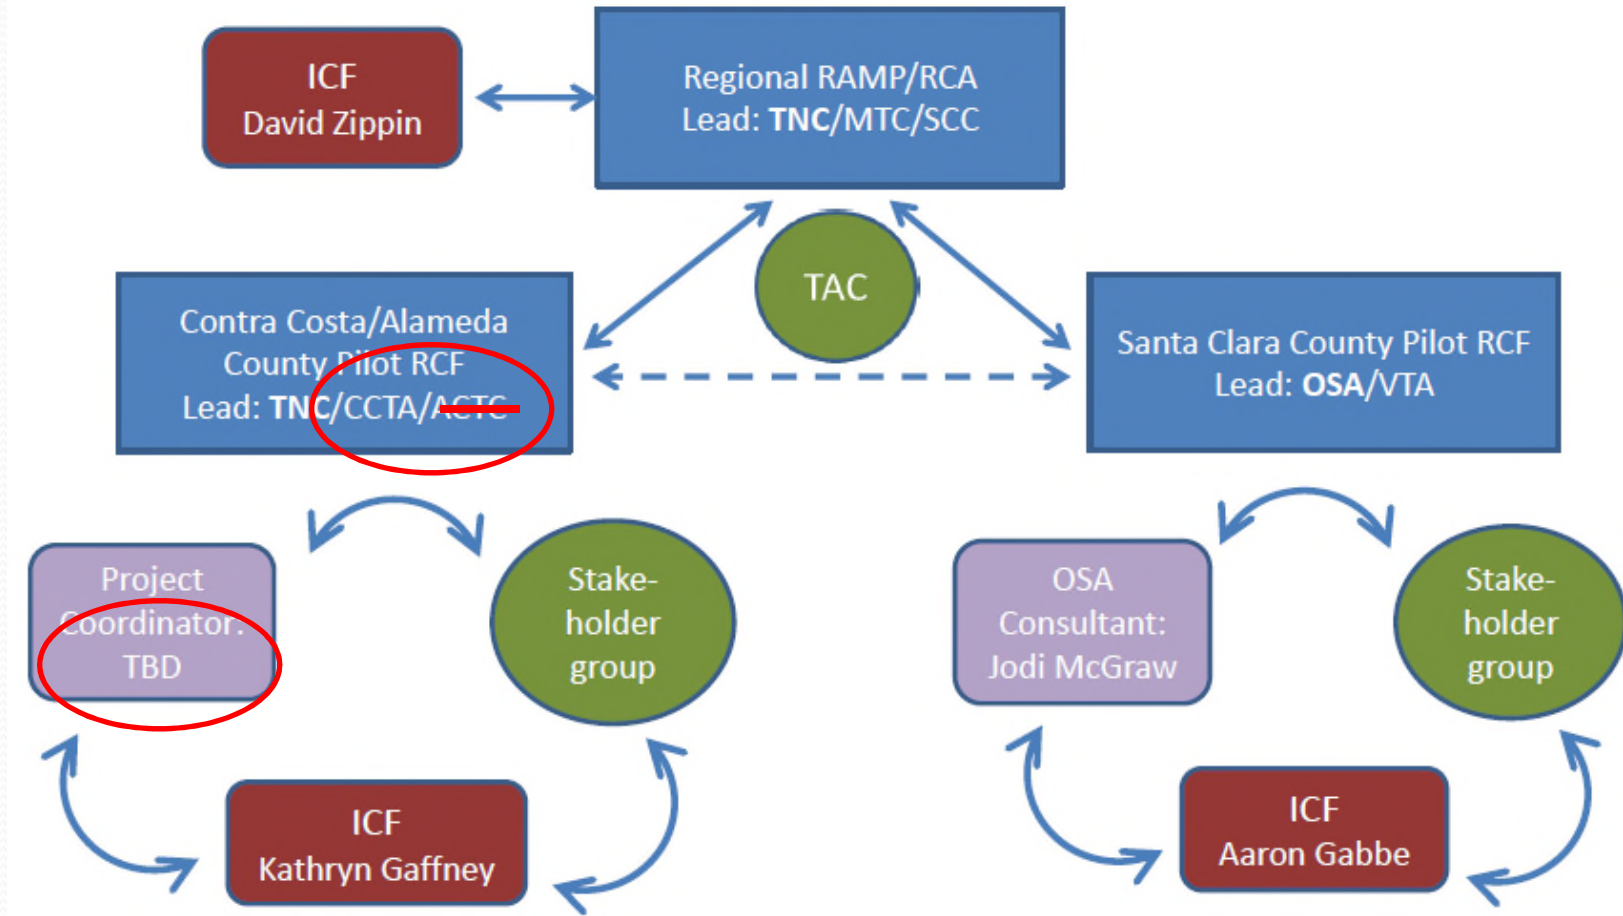 ICF
David Zippin
Regional RAMP/RCA
Lead: TNC/MTC/SCC
TAC
Contra Costa/Alameda
County Pilot RCF
Lead: TNC/CCTA/ACTC
Santa Clara County Pilot RCF
Lead: OSA/VTA
Project
Coordinator:
TBD
Stake-
holder
group
OSA
Consultant:
Jodi McGraw
Stake-
holder
group
ICF
Kathryn Gaffney
ICF
Aaron Gabbe